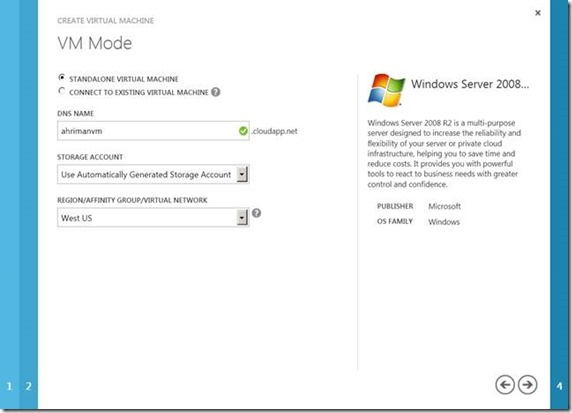 CREATE VIRTUAL MACHINE
VM Mode
STANDALONE VIRTUAL MACHINE
CONNECT TO EXISTING VIRTUAL MACHINE ?
DNS NAME
ahrimanvm .cloudapp.net
STORAGE ACCOUNT
Use Automatically Generated Storage Account
REGION/AFFINITY GROUP/VIRTUAL NETWORK
West US ?
Windows Server 2008...
Windows Server 2008 R2 is a multi-purpose
server designed to increase the reliability and
flexibility of your server or private cloud
infrastructure, helping you to save time and
reduce costs. It provides you with powerful
tools to react to business needs with greater
control and confidence.
PUBLISHER Microsoft
OS FAMILY Windows
1 2 4